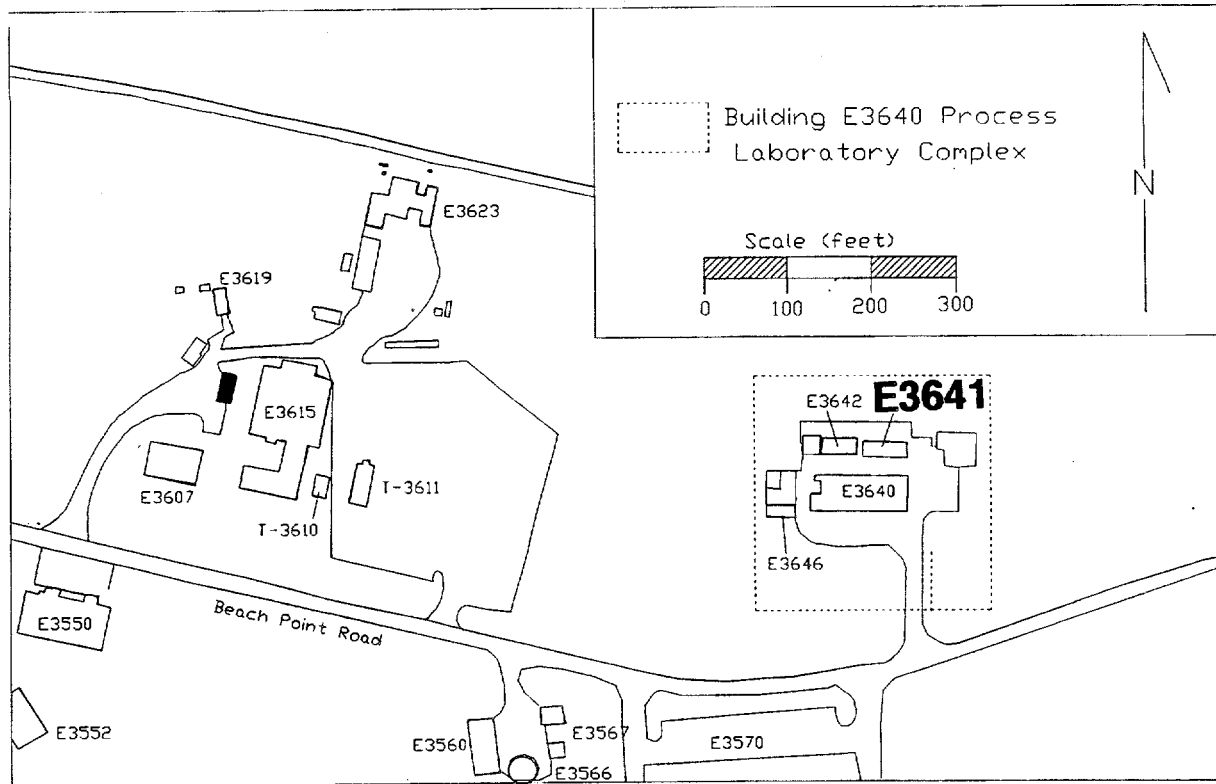 Building E3640 Process
Laboratory Complex
N
Scale (feet)
0 100 200 300
E3623
E3619
E3615
E3607
T-3610
T-3611
E3642
E3641
E3640
E3646
Beach Point Road
E3550
E3552
E3560
E3567
E3566
E3570